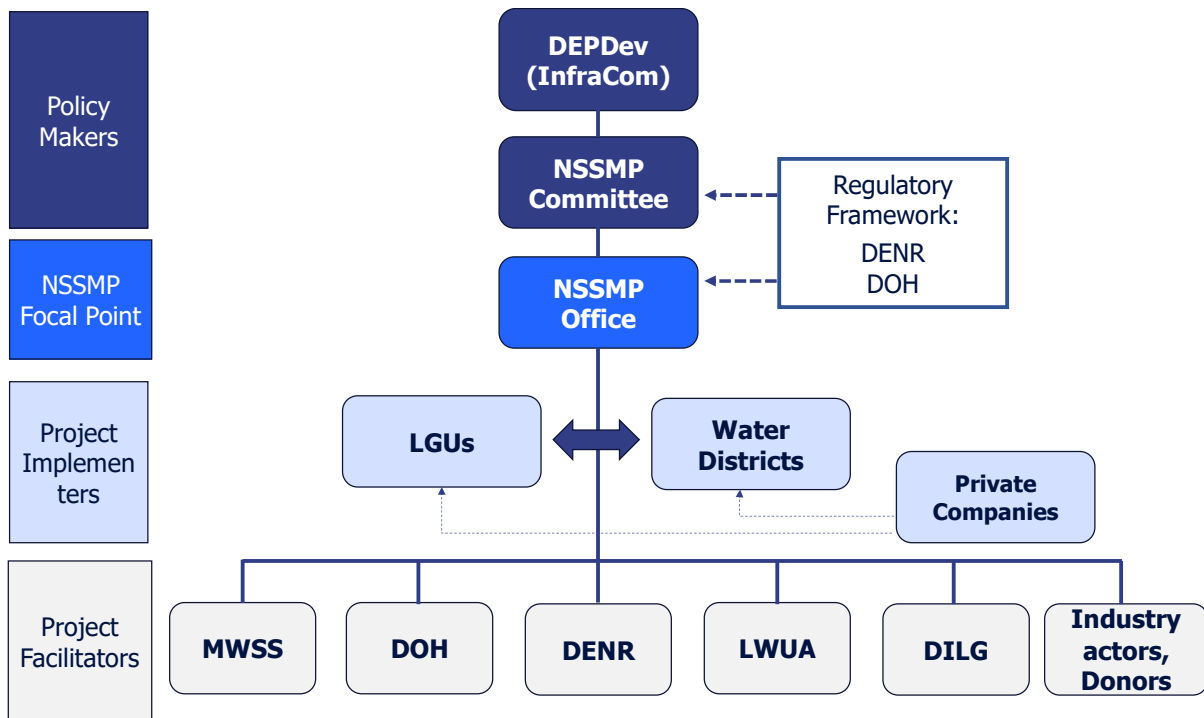 Policy
Makers
DEPDev
(InfraCom)
NSSMP
Committee
Regulatory
Framework:
DENR
DOH
NSSMP
Focal Point
NSSMP
Office
Project
Implemen
ters
LGUs
Water
Districts
Private
Companies
Project
Facilitators
MWSS
DOH
DENR
LWUA
DILG
Industry
actors,
Donors